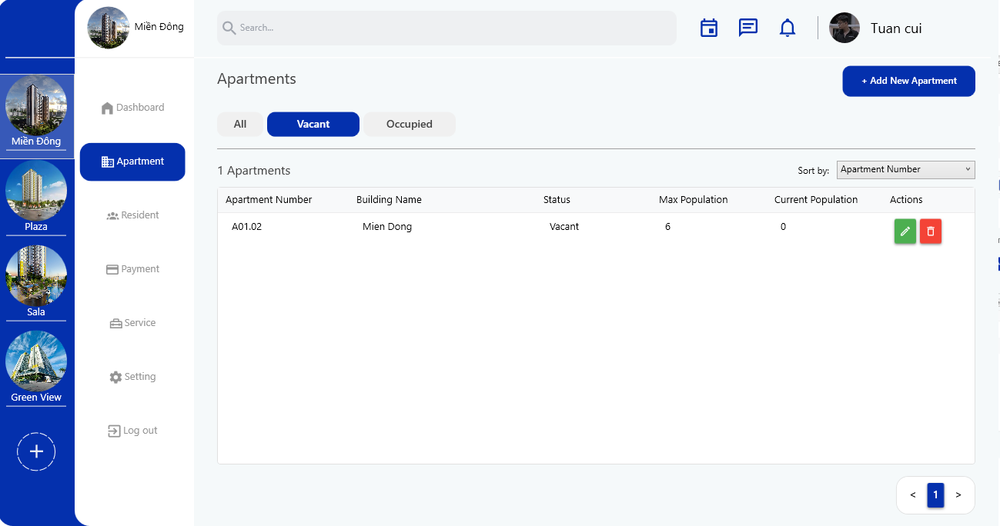 Miền Đông
Plaza
Sala
Green View
Miền Đông
Dashboard
Apartment
Resident
Payment
Service
Setting
Log out
Search...
Tuan cui
Apartments
+ Add New Apartment
All Vacant Occupied
1 Apartments
Sort by: Apartment Number
Apartment Number Building Name Status Max Population Current Population Actions
A01.02 Mien Dong Vacant 6 0
< 1 >